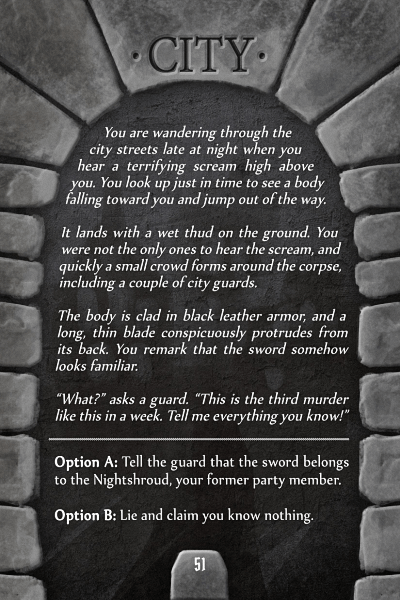 · CITY ·
You are wandering through the
city streets late at night when you
hear a terrifying scream high above
you. You look up just in time to see a body
falling toward you and jump out of the way.
It lands with a wet thud on the ground. You
were not the only ones to hear the scream, and
quickly a small crowd forms around the corpse,
including a couple of city guards.
The body is clad in black leather armor, and a
long, thin blade conspicuously protrudes from
its back. You remark that the sword somehow
looks familiar.
“What?” asks a guard. “This is the third murder
like this in a week. Tell me everything you know!”
Option A: Tell the guard that the sword belongs
to the Nightshroud, your former party member.
Option B: Lie and claim you know nothing.
51